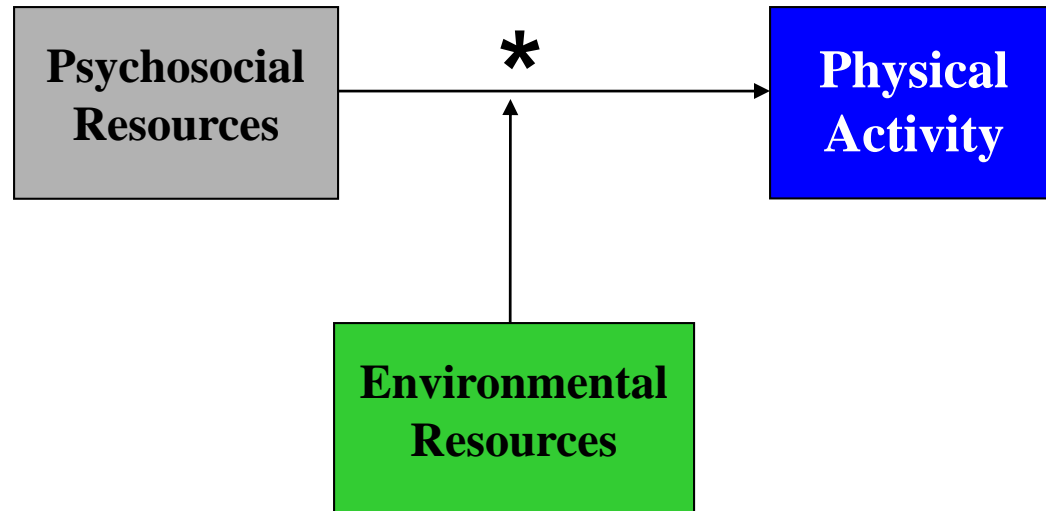 Psychosocial
Resources
*
Physical
Activity
Environmental
Resources